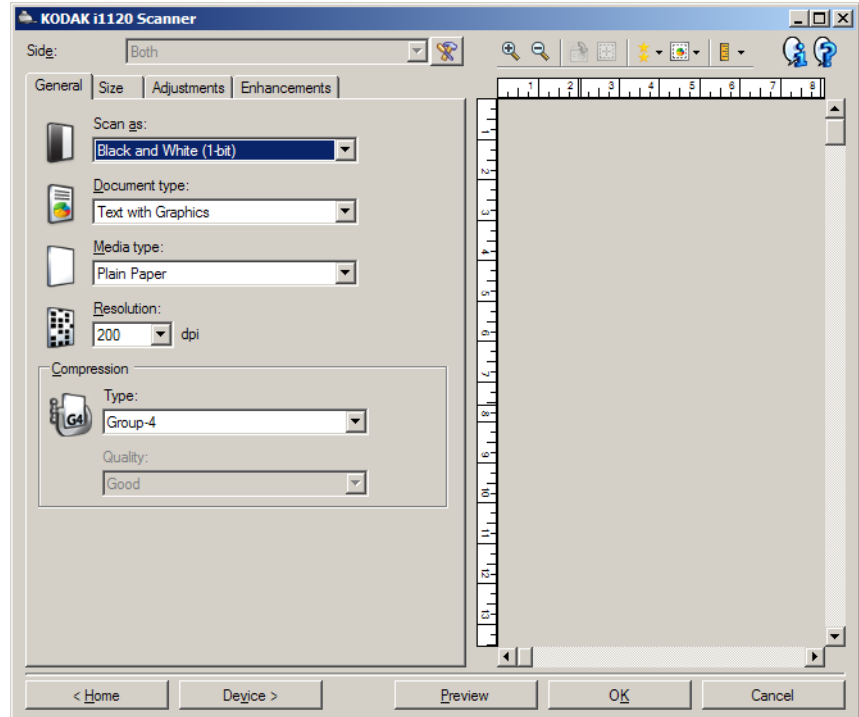 KODAK i1120 Scanner
Side:
Both
General Size Adjustments Enhancements
Scan as:
Black and White (1-bit)
Document type:
Text with Graphics
Media type:
Plain Paper
Resolution:
200 dpi
Compression
Type:
G4
Group-4
Quality:
Good
1 2 3 4 5 6 7 8
1
2
3
4
5
6
7
8
9
10
11
12
13
< Home Device > Preview OK Cancel